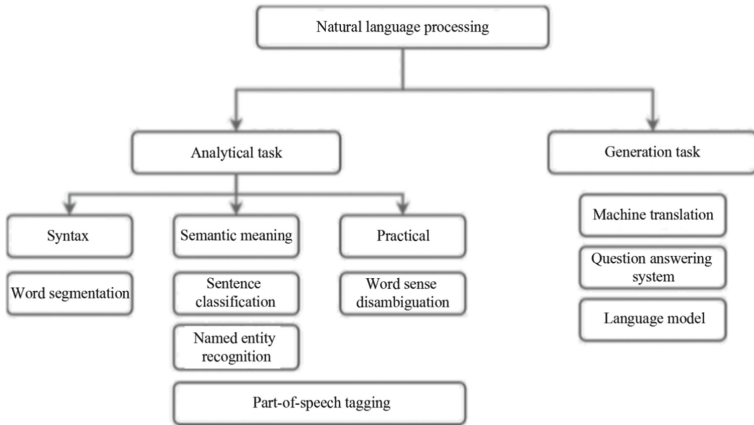 Natural language processing
Analytical task
Generation task
Syntax
Semantic meaning
Practical
Machine translation
Word segmentation
Sentence
classification
Word sense
disambiguation
Question answering
system
Named entity
recognition
Language model
Part-of-speech tagging